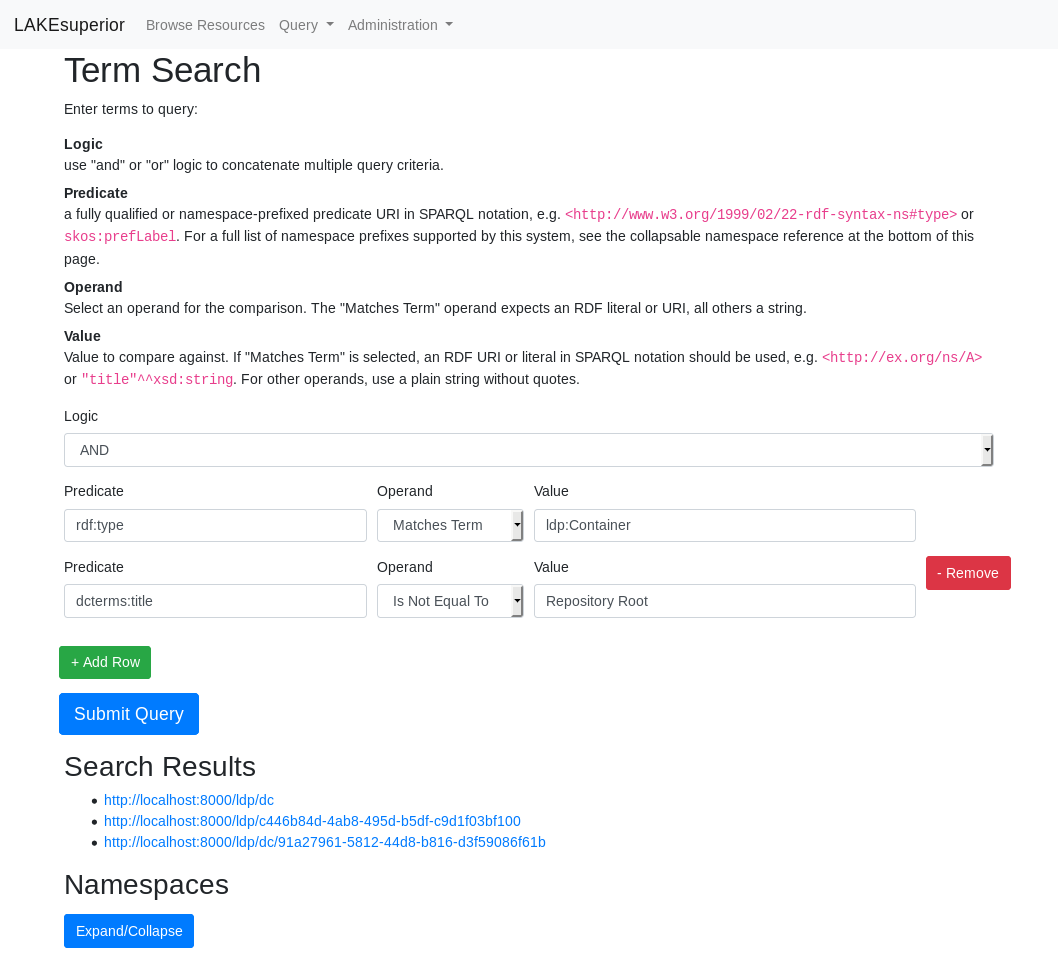 LAKEsuperior Browse Resources Query Administration
Term Search
Enter terms to query:
Logic
use "and" or "or" logic to concatenate multiple query criteria.
Predicate
a fully qualified or namespace-prefixed predicate URI in SPARQL notation, e.g. <http://www.w3.org/1999/02/22-rdf-syntax-ns#type> or
skos:prefLabel. For a full list of namespace prefixes supported by this system, see the collapsable namespace reference at the bottom of this
page.
Operand
Select an operand for the comparison. The "Matches Term" operand expects an RDF literal or URI, all others a string.
Value
Value to compare against. If "Matches Term" is selected, an RDF URI or literal in SPARQL notation should be used, e.g. <http://ex.org/ns/A>
or "title"^^xsd:string. For other operands, use a plain string without quotes.
Logic
AND
Predicate Operand Value
rdf:type Matches Term ldp:Container
Predicate Operand Value - Remove
dcterms:title Is Not Equal To Repository Root
+ Add Row
Submit Query
Search Results
http://localhost:8000/ldp/dc
http://localhost:8000/ldp/c446b84d-4ab8-495d-b5df-c9d1f03bf100
http://localhost:8000/ldp/dc/91a27961-5812-44d8-b816-d3f59086f61b
Namespaces
Expand/Collapse